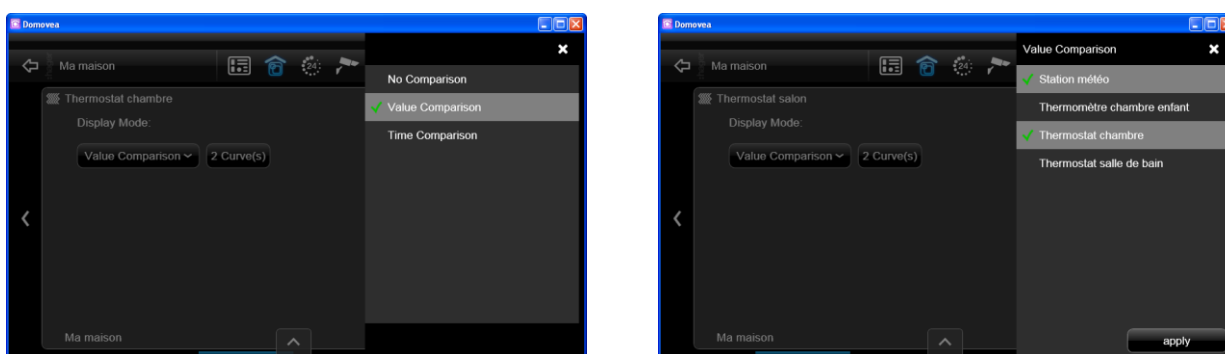 Domovea
Ma maison
24
No Comparison
Thermostat chambre
Value Comparison
Display Mode:
Time Comparison
Value Comparison
2 Curve(s)
Ma maison
Domovea
Value Comparison
Ma maison
24
Station météo
Thermostat salon
Thermomètre chambre enfant
Display Mode:
Thermostat chambre
Value Comparison
2 Curve(s)
Thermostat salle de bain
Ma maison
apply